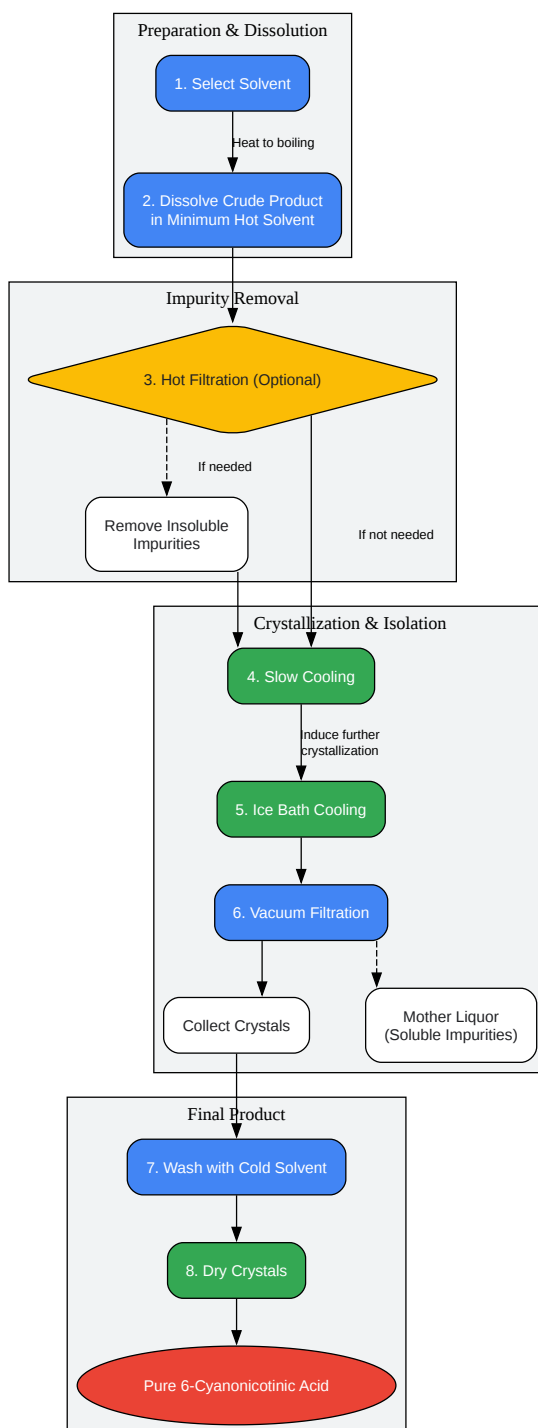 Preparation & Dissolution
1. Select Solvent
Heat to boiling
2. Dissolve Crude Product
in Minimum Hot Solvent
Impurity Removal
3. Hot Filtration (Optional)
If needed
Remove Insoluble
Impurities
If not needed
Crystallization & Isolation
4. Slow Cooling
Induce further
crystallization
5. Ice Bath Cooling
6. Vacuum Filtration
Collect Crystals
Mother Liquor
(Soluble Impurities)
Final Product
7. Wash with Cold Solvent
8. Dry Crystals
Pure 6-Cyanonicotinic Acid